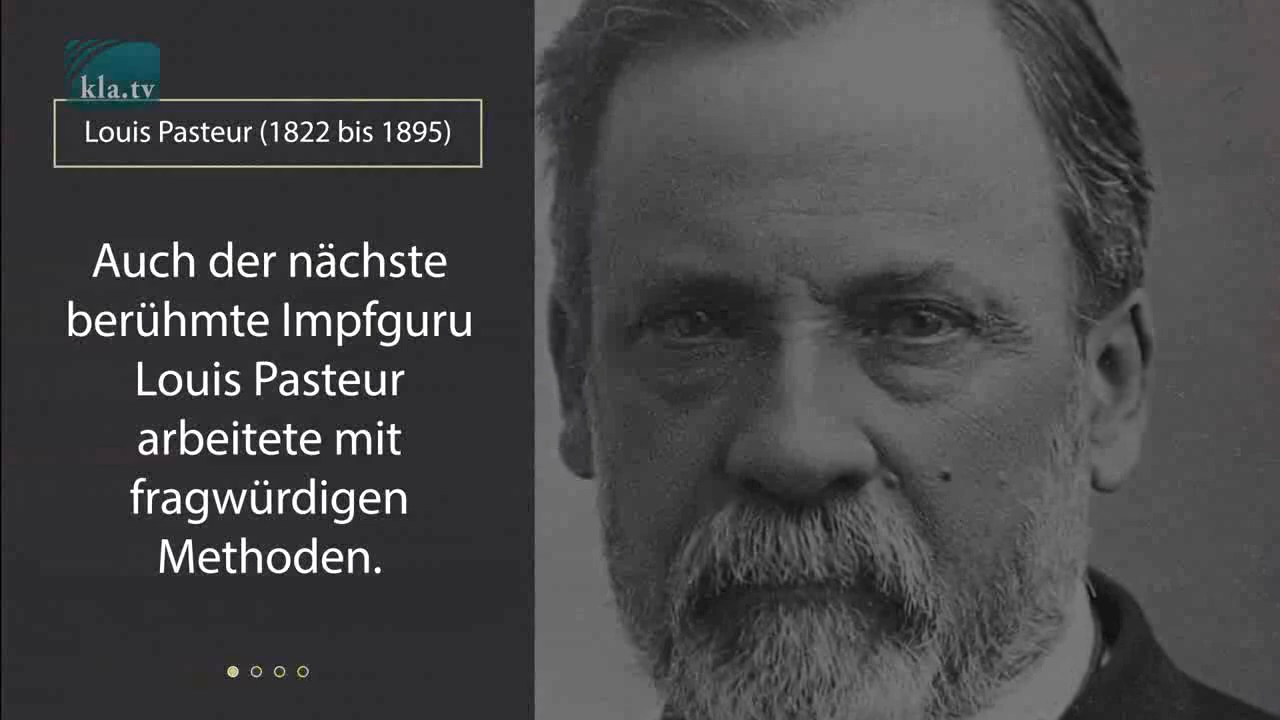 kla.tv
Louis Pasteur (1822 bis 1895)
Auch der nächste
berühmte Impfguru
Louis Pasteur
arbeitete mit
fragwürdigen
Methoden.